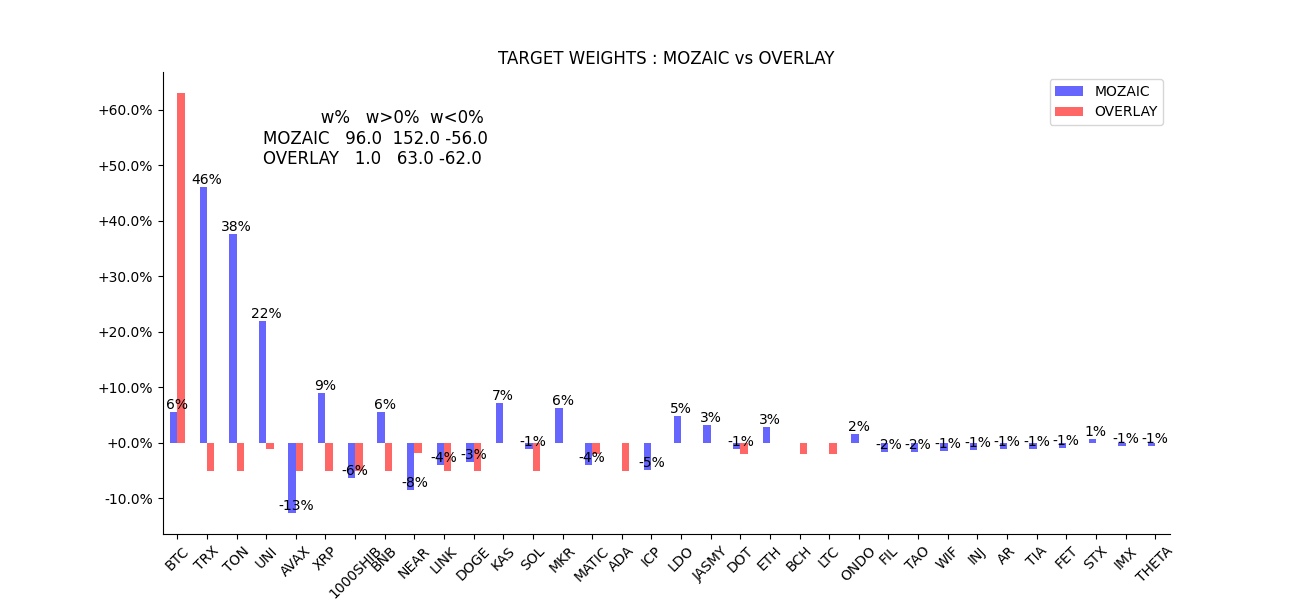 TARGET WEIGHTS : MOZAIC vs OVERLAY
MOZAIC
OVERLAY
w% w>0% w<0%
MOZAIC 96.0 152.0 -56.0
OVERLAY 1.0 63.0 -62.0
+60.0%
+50.0%
+40.0%
+30.0%
+20.0%
+10.0%
+0.0%
-10.0%
6%
46%
38%
22%
-13%
9%
-6%
6%
-8%
-4%
-3%
7%
-1%
6%
-4%
-5%
5%
3%
-1%
3%
2%
-2%
-2%
-1%
-1%
-1%
-1%
-1%
1%
-1%
-1%
BTC
TRX
TON
UNI
AVAX
XRP
1000SHIB
BNB
NEAR
LINK
DOGE
KAS
SOL
MKR
MATIC
ADA
ICP
LDO
JASMY
DOT
ETH
BCH
LTC
ONDO
FIL
TAO
WIF
INJ
AR
TIA
FET
STX
IMX
THETA